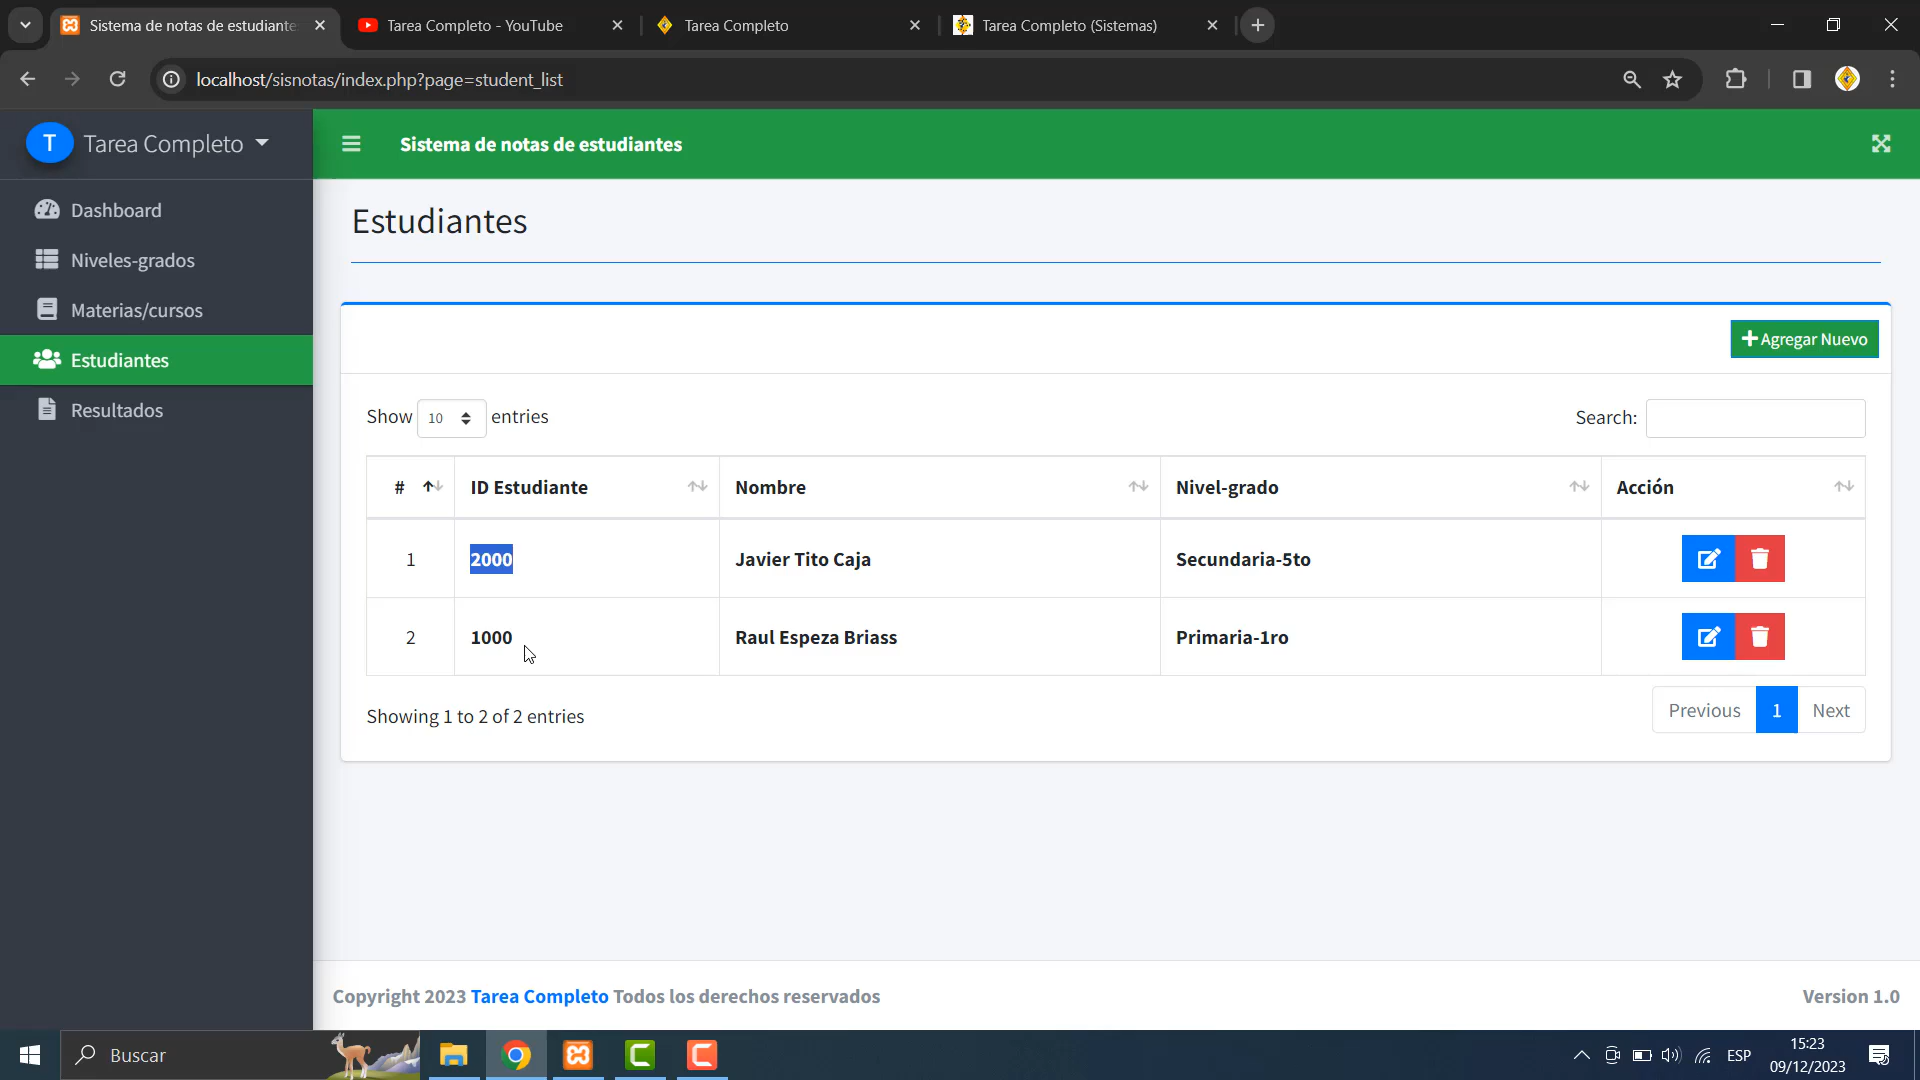 Sistema de notas de estudiante
Tarea Completo - YouTube
Tarea Completo
Tarea Completo (Sistemas)
localhost/sisnotas/index.php?page=student_list
T Tarea Completo
Sistema de notas de estudiantes
Dashboard
Niveles-grados
Materias/cursos
Estudiantes
Resultados
Estudiantes
Agregar Nuevo
Show 10 entries
Search:
# ID Estudiante Nombre Nivel-grado Acción
1 2000 Javier Tito Caja Secundaria-5to
2 1000 Raul Espeza Briass Primaria-1ro
Showing 1 to 2 of 2 entries
Previous 1 Next
Copyright 2023 Tarea Completo Todos los derechos reservados
Version 1.0
Buscar
ESP
15:23
09/12/2023